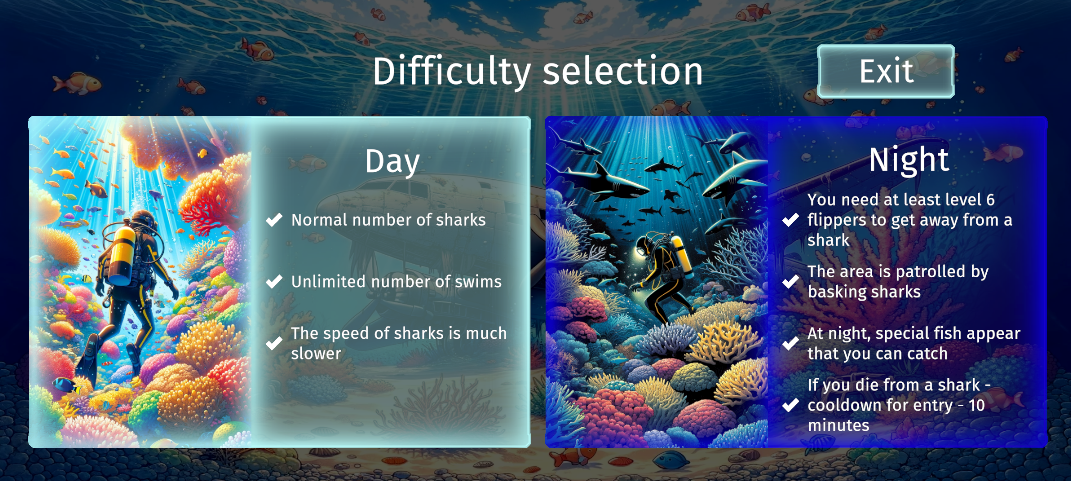 Difficulty selection
Exit
Day
Normal number of sharks
Unlimited number of swims
The speed of sharks is much
slower
Night
You need at least level 6
flippers to get away from a
shark
The area is patrolled by
basking sharks
At night, special fish appear
that you can catch
If you die from a shark -
cooldown for entry - 10
minutes